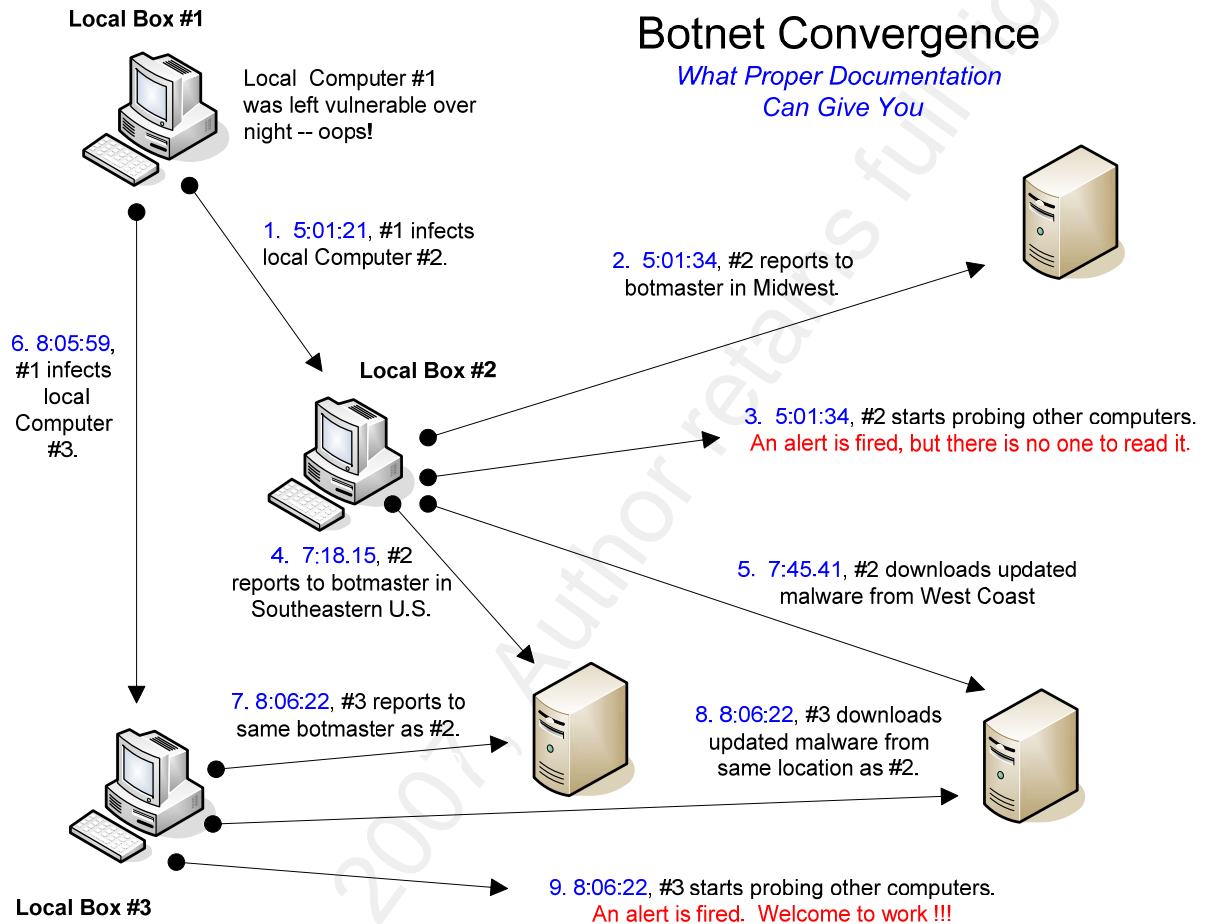 Local Box #1
Botnet Convergence
What Proper Documentation
Can Give You
Local Computer #1
was left vulnerable over
night -- oops!
1. 5:01:21, #1 infects
local Computer #2.
2. 5:01:34, #2 reports to
botmaster in Midwest.
6. 8:05:59,
#1 infects
local
Computer
#3.
Local Box #2
3. 5:01:34, #2 starts probing other computers.
An alert is fired, but there is no one to read it.
4. 7:18.15, #2
reports to botmaster in
Southeastern U.S.
5. 7:45.41, #2 downloads updated
malware from West Coast
7. 8:06:22, #3 reports to
same botmaster as #2.
8. 8:06:22, #3 downloads
updated malware from
same location as #2.
9. 8:06:22, #3 starts probing other computers.
An alert is fired. Welcome to work !!!
Local Box #3
2007, Author retains full